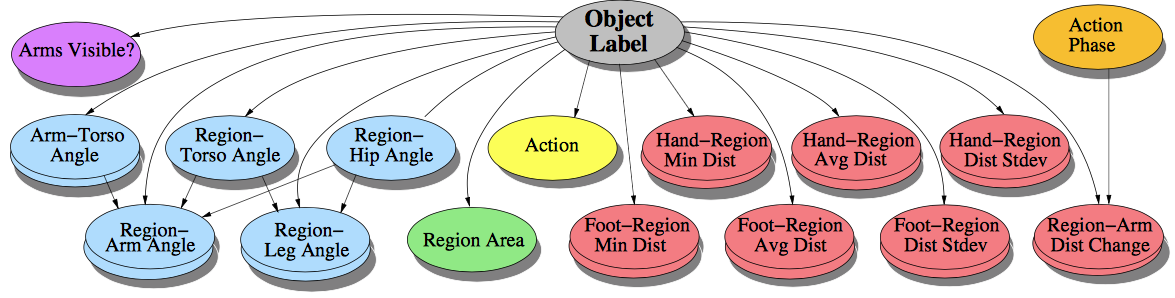 Object
Label
Arms Visible?
Action
Phase
Arm–Torso
Angle
Region–
Torso Angle
Region–
Hip Angle
Action
Hand–Region
Min Dist
Hand–Region
Avg Dist
Hand–Region
Dist Stdev
Region–
Arm Angle
Region–
Leg Angle
Region Area
Foot–Region
Min Dist
Foot–Region
Avg Dist
Foot–Region
Dist Stdev
Region–Arm
Dist Change